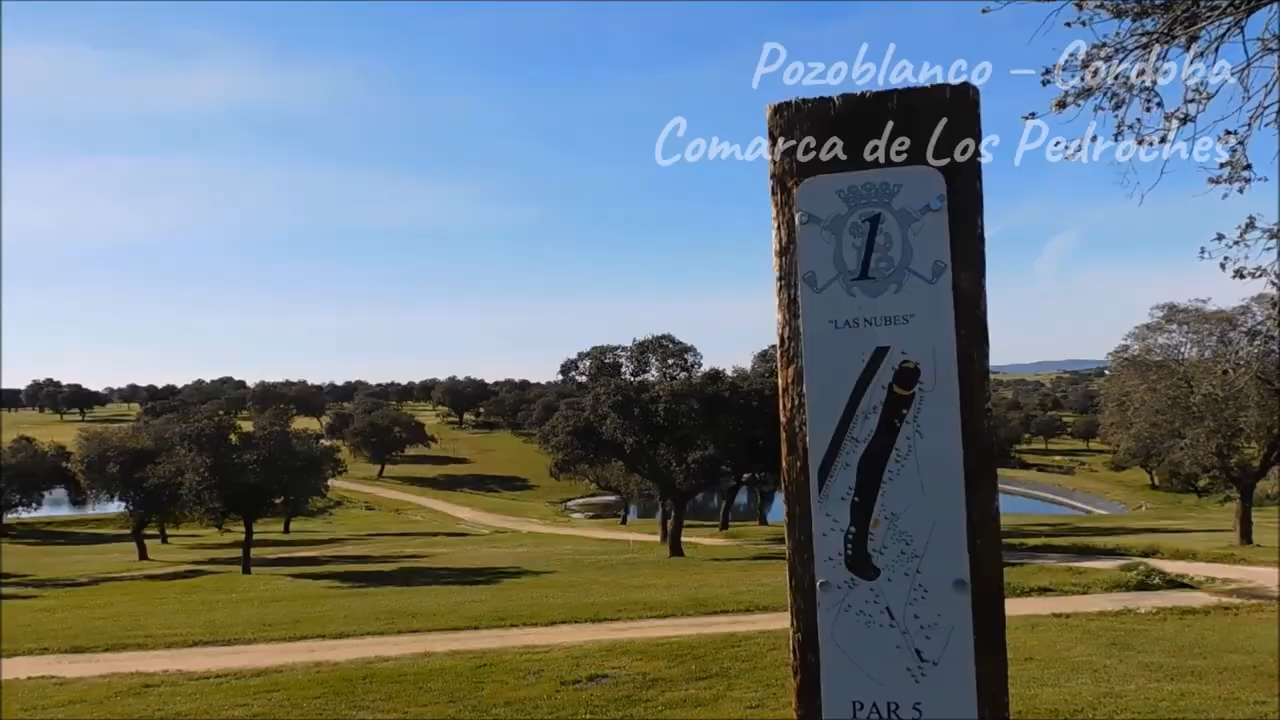 Pozoblanco – Córdoba
Comarca de Los Pedroches
1
"LAS NUBES"
PAR 5